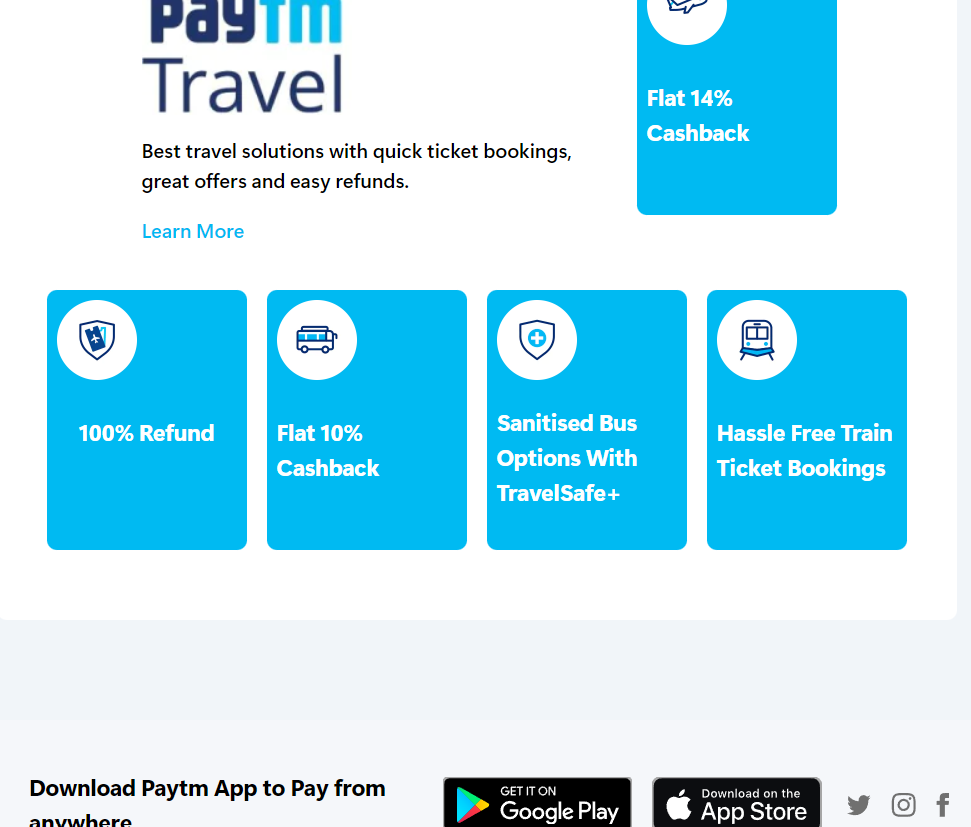 paytm
Travel
Best travel solutions with quick ticket bookings,
great offers and easy refunds.
Learn More
Flat 14%
Cashback
100% Refund
Flat 10%
Cashback
Sanitised Bus
Options With
TravelSafe+
Hassle Free Train
Ticket Bookings
Download Paytm App to Pay from
anywhere
GET IT ON
Google Play
Download on the
App Store